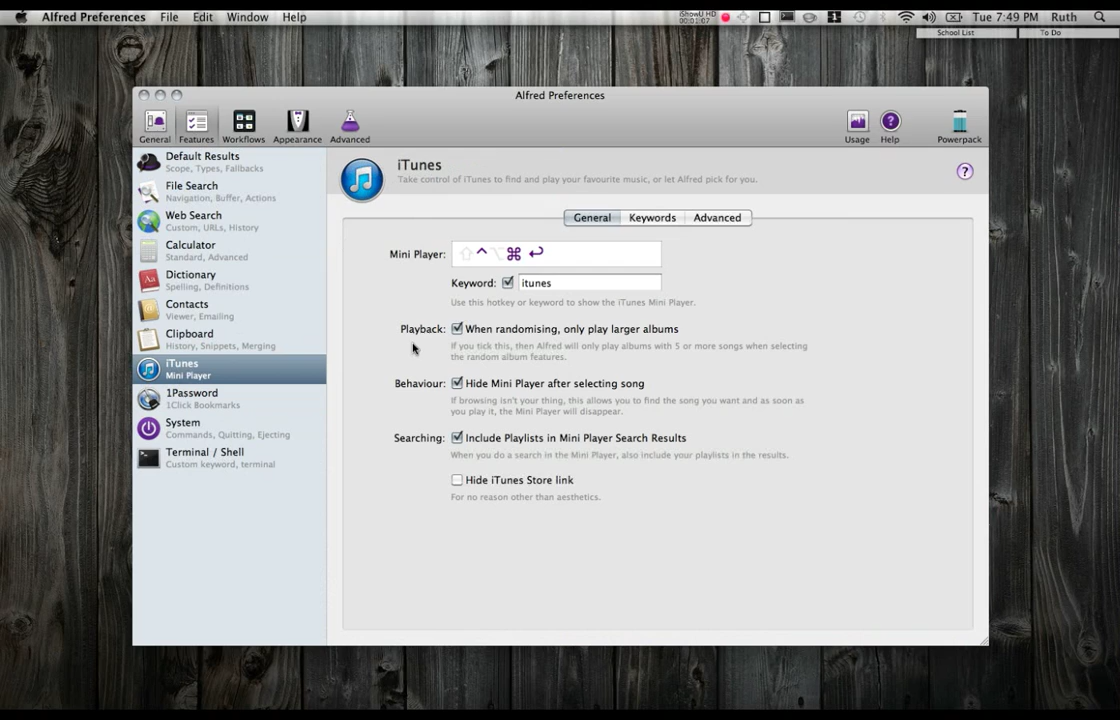 Alfred Preferences File Edit Window Help
iShowU HD
00:01:07
1
Tue 7:49 PM Ruth
School List
To Do
Alfred Preferences
General
Features
Workflows
Appearance
Advanced
Usage
Help
Powerpack
Default Results
Scope, Types, Fallbacks
File Search
Navigation, Buffer, Actions
Web Search
Custom, URLs, History
Calculator
Standard, Advanced
Dictionary
Spelling, Definitions
Contacts
Viewer, Emailing
Clipboard
History, Snippets, Merging
iTunes
Mini Player
1Password
1Click Bookmarks
System
Commands, Quitting, Ejecting
Terminal / Shell
Custom keyword, terminal
iTunes
Take control of iTunes to find and play your favourite music, or let Alfred pick for you.
?
General Keywords Advanced
Mini Player: ⇧ ^ ⌥ ⌘ ↩
Keyword: itunes
Use this hotkey or keyword to show the iTunes Mini Player.
Playback: When randomising, only play larger albums
If you tick this, then Alfred will only play albums with 5 or more songs when selecting
the random album features.
Behaviour: Hide Mini Player after selecting song
If browsing isn't your thing, this allows you to find the song you want and as soon as
you play it, the Mini Player will disappear.
Searching: Include Playlists in Mini Player Search Results
When you do a search in the Mini Player, also include your playlists in the results.
Hide iTunes Store link
For no reason other than aesthetics.